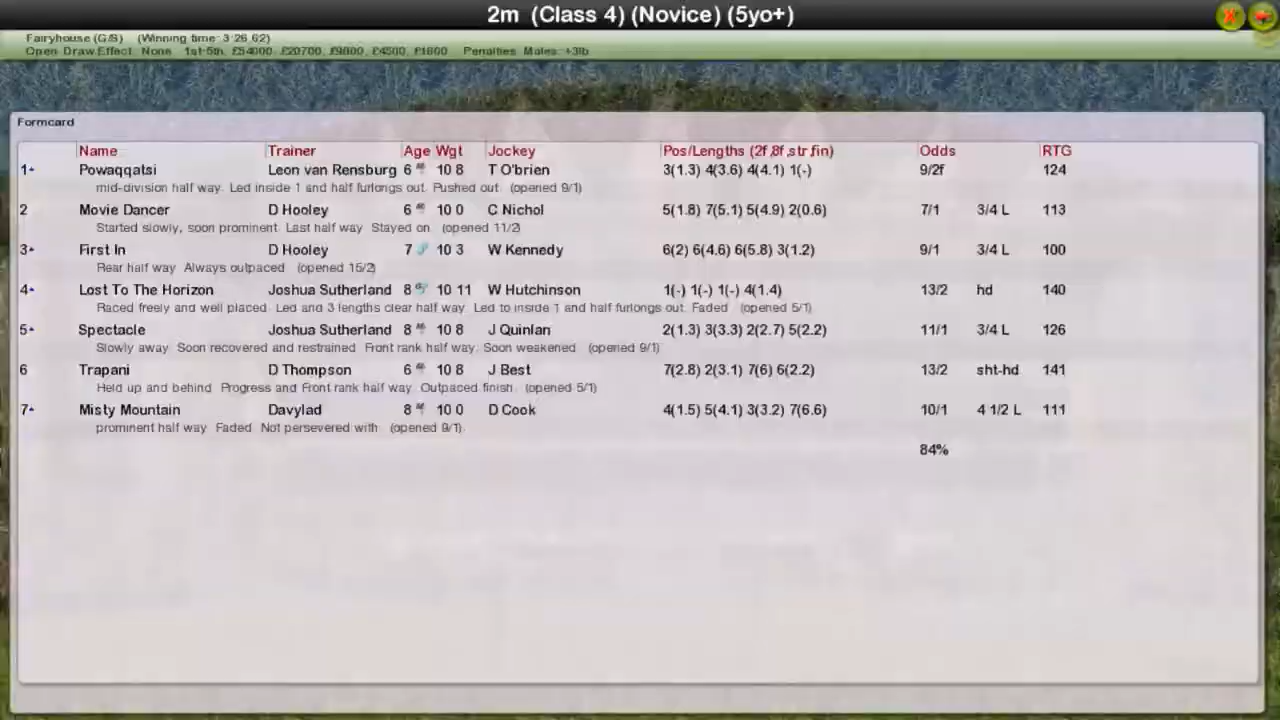 2m (Class 4) (Novice) (5yo+)
Fairyhouse (G/S) (Winning time: 3:26.62)
Open Draw Effect: None 1st-5th, £54000, £20700, £9800, £4500, £1800 Penalties Males: +3lb
Formcard
Name Trainer Age Wgt Jockey Pos/Lengths (2f,8f,str,fin) Odds RTG
1 Powaqqatsi Leon van Rensburg 6 10 8 T O'brien 3(1.3) 4(3.6) 4(4.1) 1(-) 9/2f 124
mid-division half way. Led inside 1 and half furlongs out. Pushed out. (opened 9/1)
2 Movie Dancer D Hooley 6 10 0 C Nichol 5(1.8) 7(5.1) 5(4.9) 2(0.6) 7/1 3/4 L 113
Started slowly, soon prominent. Last half way. Stayed on. (opened 11/2)
3 First In D Hooley 7 10 3 W Kennedy 6(2) 6(4.6) 6(5.8) 3(1.2) 9/1 3/4 L 100
Rear half way. Always outpaced. (opened 15/2)
4 Lost To The Horizon Joshua Sutherland 8 10 11 W Hutchinson 1(-) 1(-) 1(-) 4(1.4) 13/2 hd 140
Raced freely and well placed. Led and 3 lengths clear half way. Led to inside 1 and half furlongs out. Faded. (opened 5/1)
5 Spectacle Joshua Sutherland 8 10 8 J Quinlan 2(1.3) 3(3.3) 2(2.7) 5(2.2) 11/1 3/4 L 126
Slowly away. Soon recovered and restrained. Front rank half way. Soon weakened. (opened 9/1)
6 Trapani D Thompson 6 10 8 J Best 7(2.8) 2(3.1) 7(6) 6(2.2) 13/2 sht-hd 141
Held up and behind. Progress and Front rank half way. Outpaced finish. (opened 5/1)
7 Misty Mountain Davylad 8 10 0 D Cook 4(1.5) 5(4.1) 3(3.2) 7(6.6) 10/1 4 1/2 L 111
prominent half way. Faded. Not persevered with. (opened 9/1)
84%